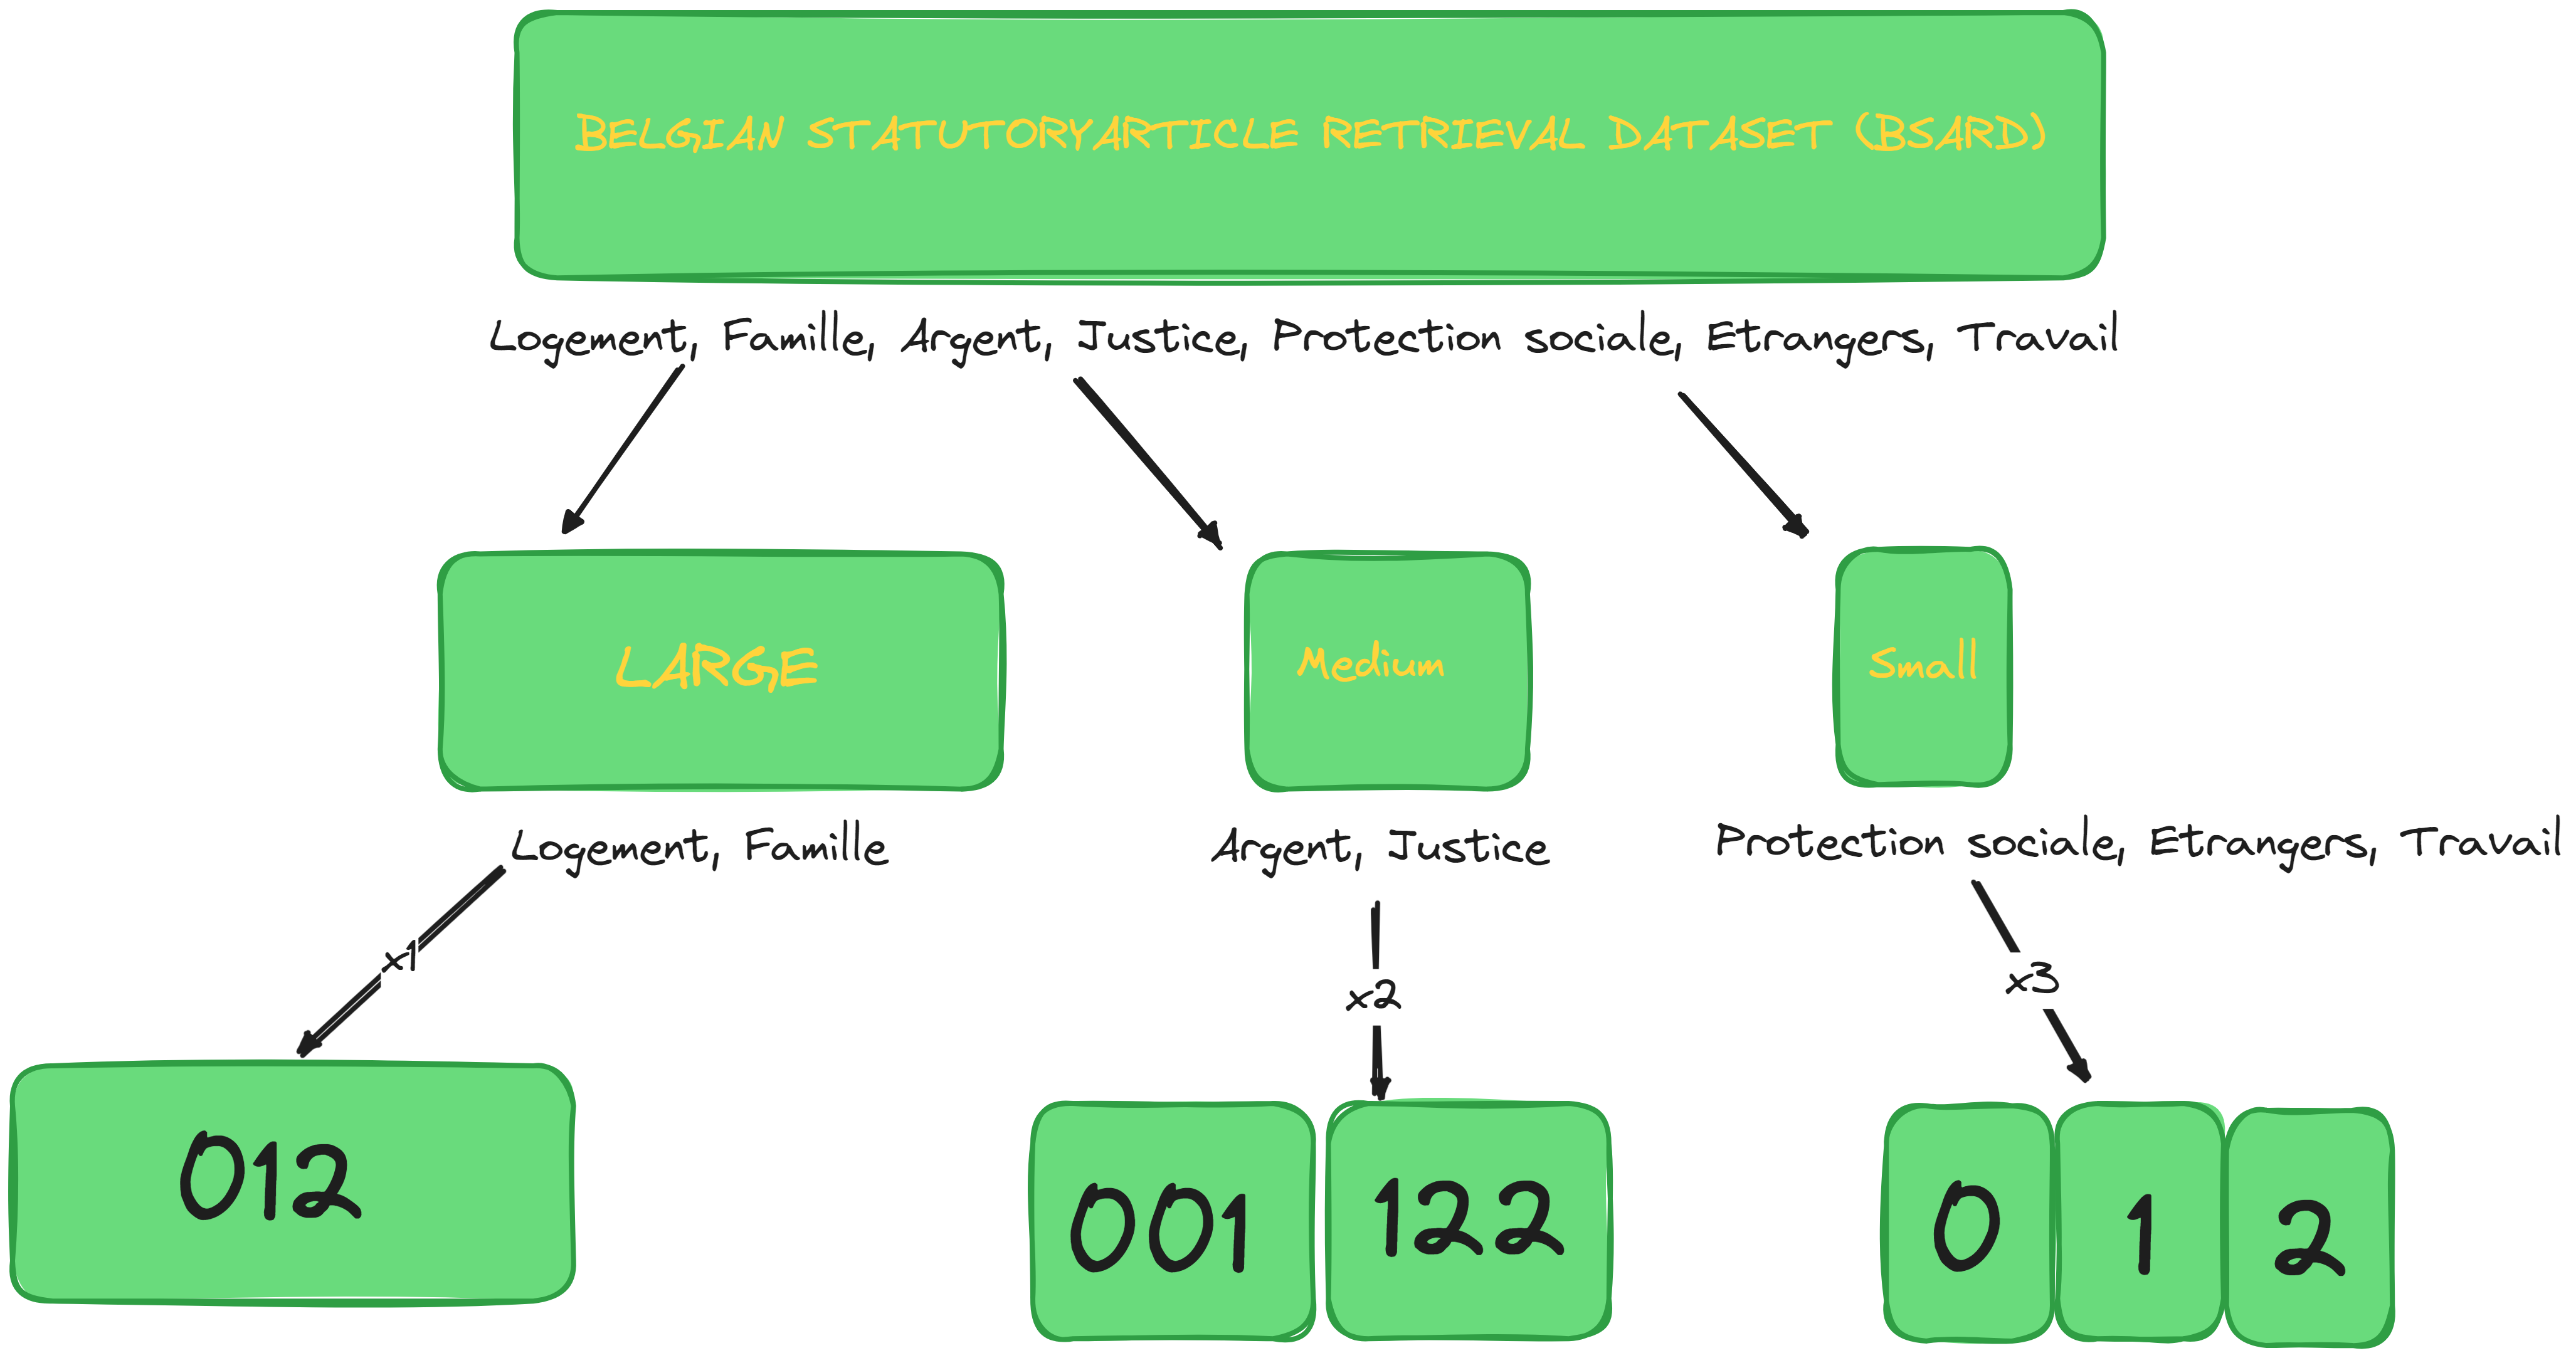 BELGIAN STATUTORYARTICLE RETRIEVAL DATASET (BSARD)
Logement, Famille, Argent, Justice, Protection sociale, Etrangers, Travail
LARGE
Medium
Small
Logement, Famille
Argent, Justice
Protection sociale, Etrangers, Travail
x1
x2
x3
012
001
122
0
1
2